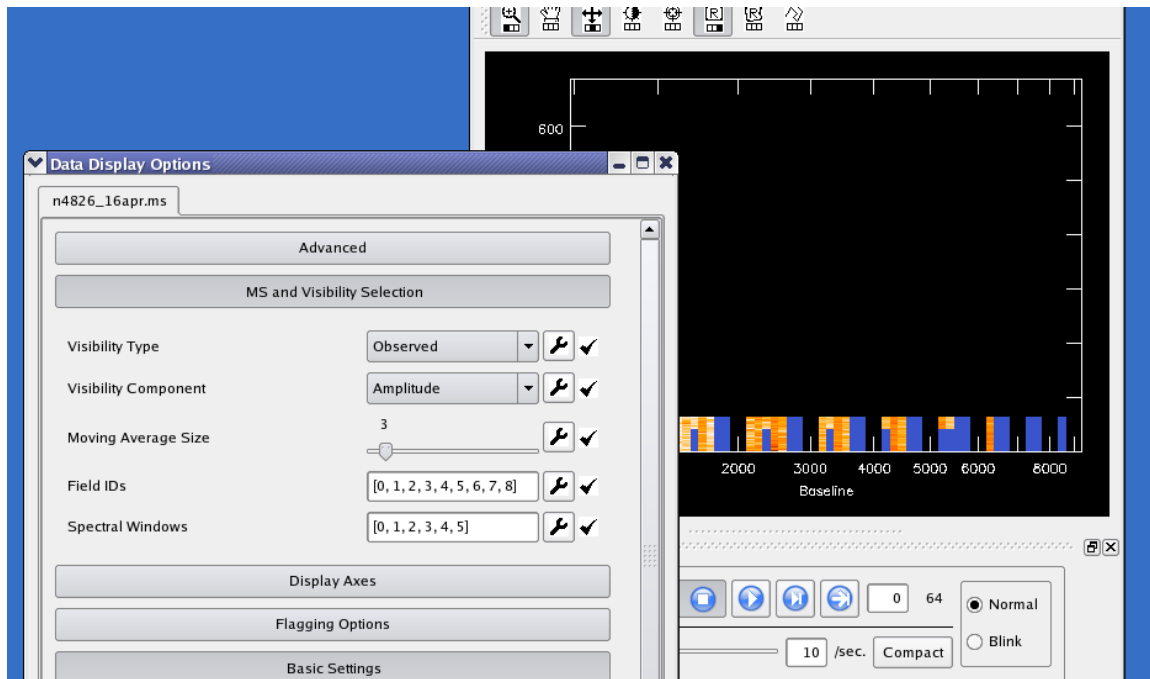 [R]
R
600
Data Display Options
n4826_16apr.ms
Advanced
MS and Visibility Selection
Visibility Type
Observed
Visibility Component
Amplitude
Moving Average Size
3
Field IDs
[0, 1, 2, 3, 4, 5, 6, 7, 8]
Spectral Windows
[0, 1, 2, 3, 4, 5]
Display Axes
Flagging Options
Basic Settings
2000 3000 4000 5000 6000 8000
Baseline
0 64
Normal
Blink
10 /sec. Compact